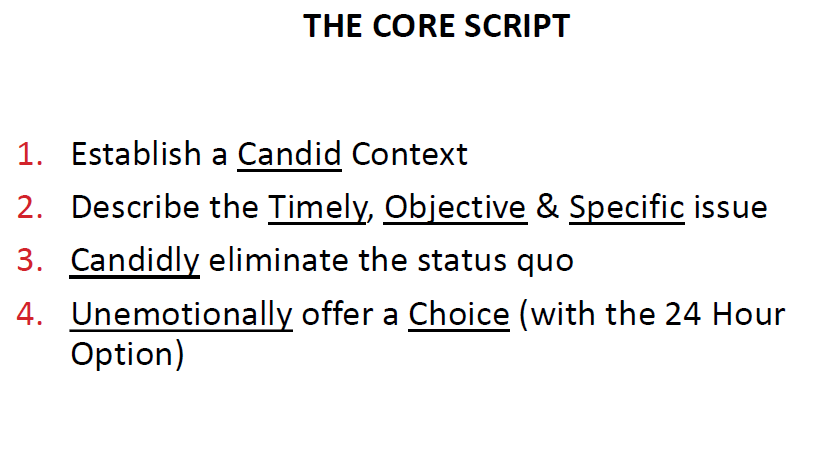 THE CORE SCRIPT
1. Establish a Candid Context
2. Describe the Timely, Objective & Specific issue
3. Candidly eliminate the status quo
4. Unemotionally offer a Choice (with the 24 Hour
Option)